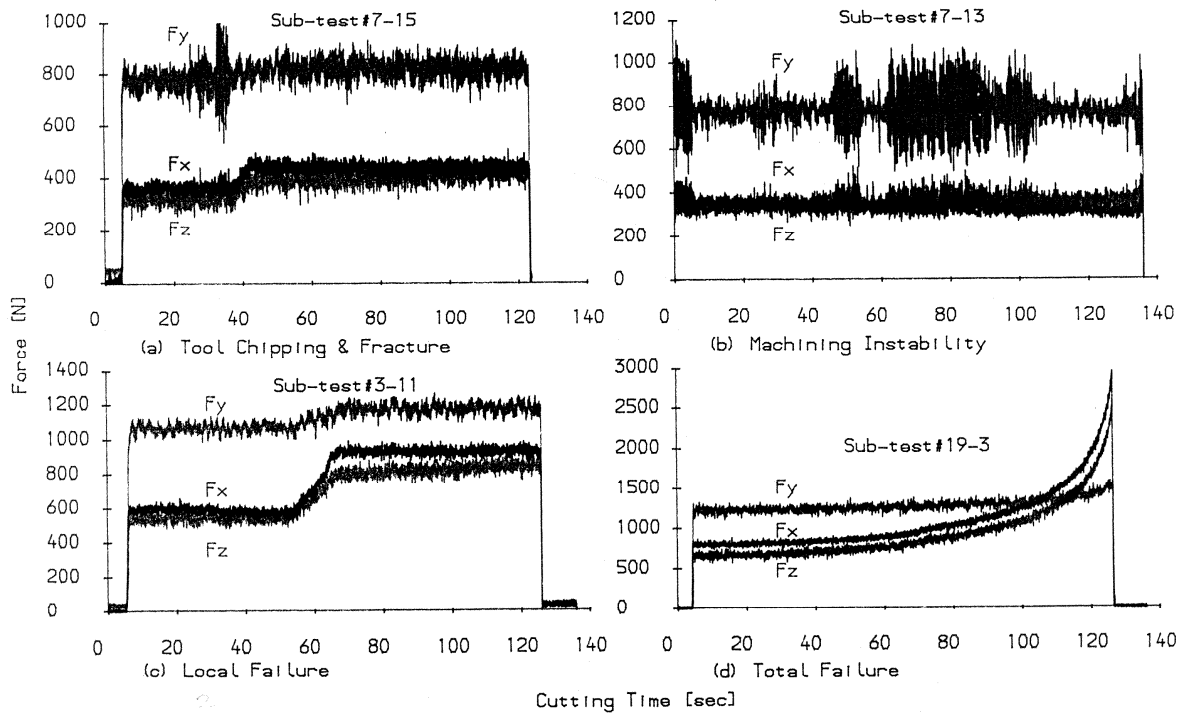 Sub-test#7-15
1000
800
600
400
200
0
Fy
Fx
Fz
0 20 40 60 80 100 120 140
(a) Tool Chipping & Fracture
Sub-test#7-13
1200
1000
800
600
400
200
0
Fy
Fx
Fz
0 20 40 60 80 100 120 140
(b) Machining Instability
Force [N]
Sub-test#3-11
1400
1200
1000
800
600
400
200
0
Fy
Fx
Fz
0 20 40 60 80 100 120 140
(c) Local Failure
Sub-test#19-3
3000
2500
2000
1500
1000
500
0
Fy
Fx
Fz
0 20 40 60 80 100 120 140
(d) Total Failure
Cutting Time [sec]